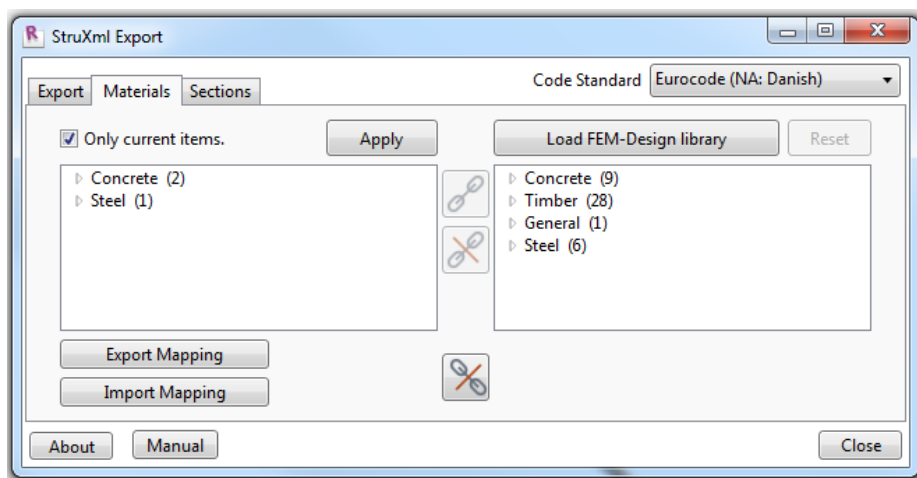 StruXml Export
Code Standard Eurocode (NA: Danish)
Export Materials Sections
Only current items. Apply Load FEM-Design library Reset
Concrete (2)
Steel (1)
Concrete (9)
Timber (28)
General (1)
Steel (6)
Export Mapping
Import Mapping
About Manual Close